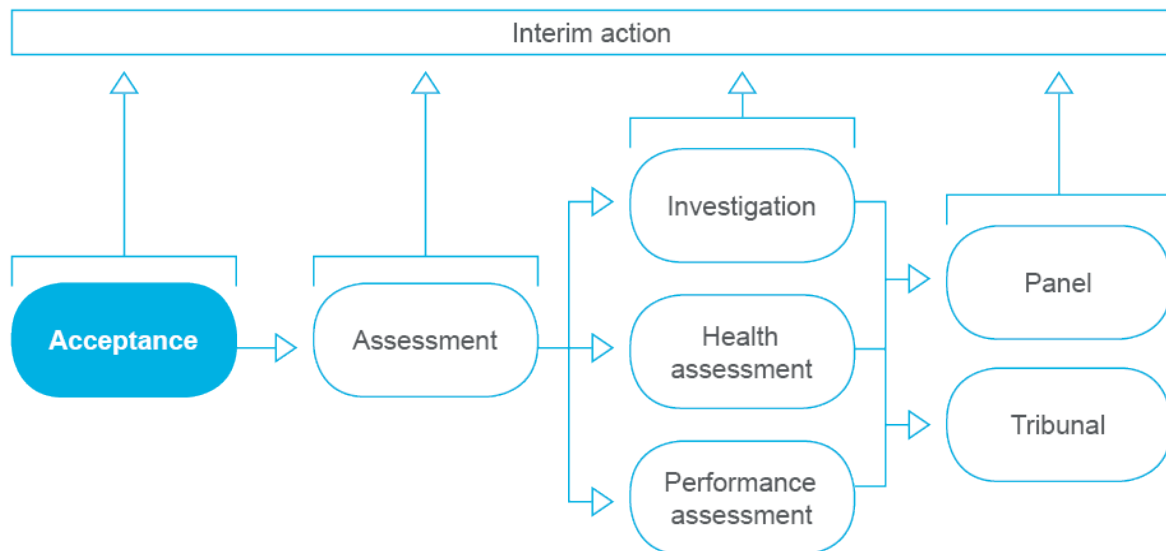 Interim action
Acceptance
Assessment
Investigation
Health
assessment
Performance
assessment
Panel
Tribunal